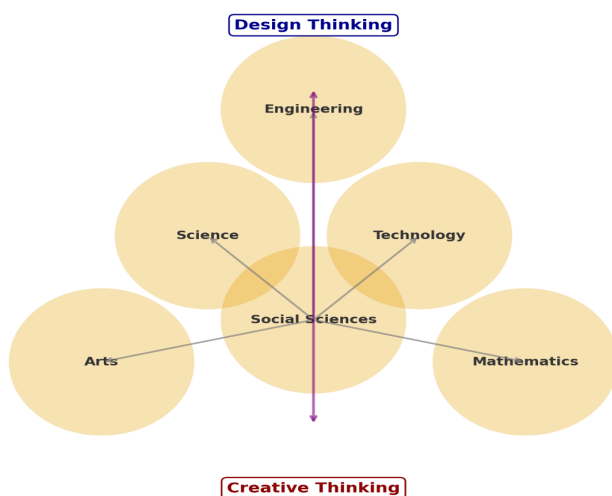 Design Thinking
Engineering
Science
Technology
Social Sciences
Arts
Mathematics
Creative Thinking